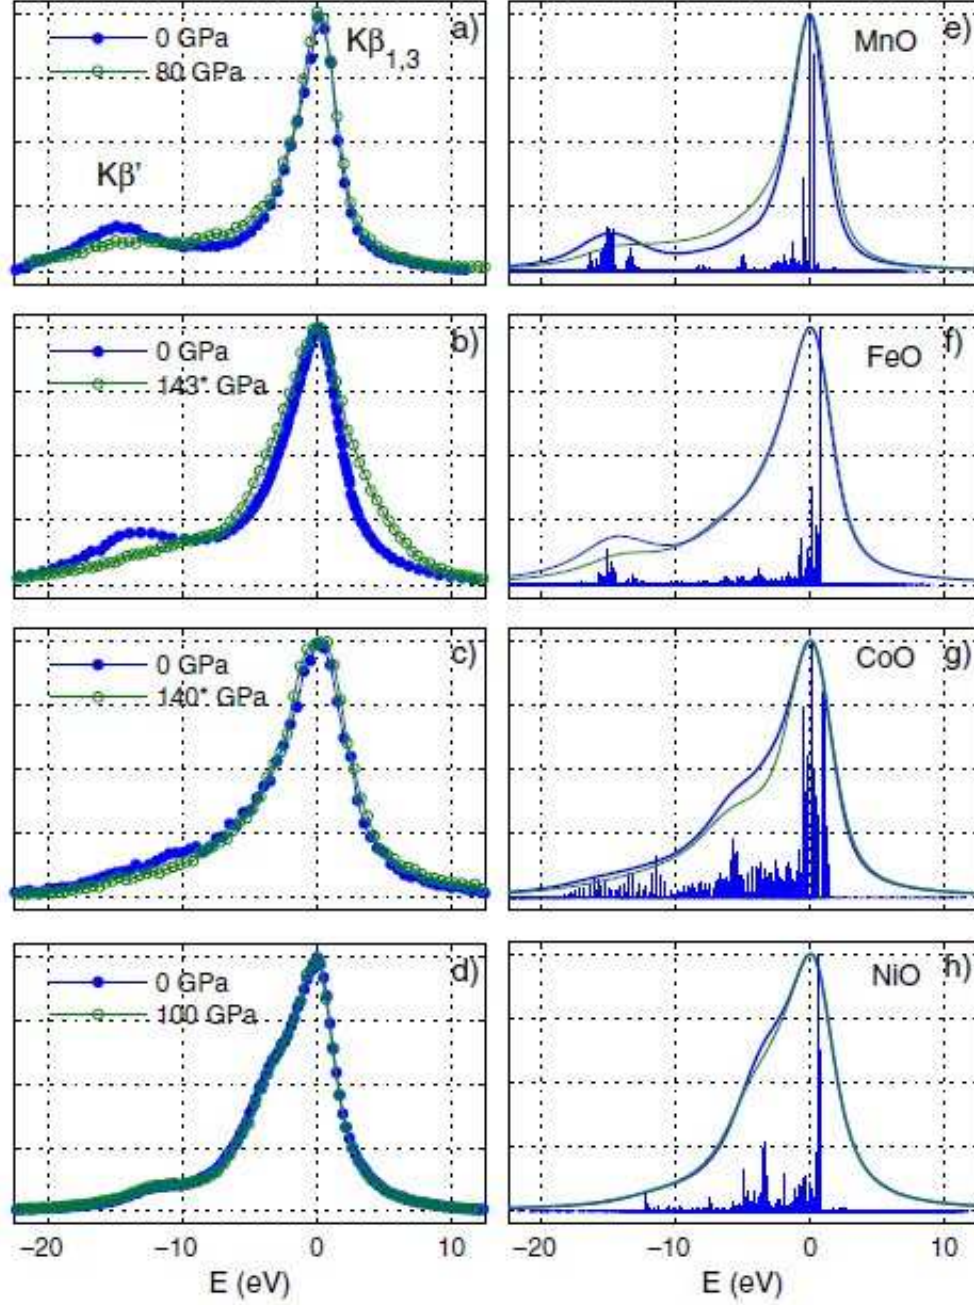 a)
0 GPa
80 GPa
Kβ1,3
Kβ'
e)
MnO
b)
0 GPa
143* GPa
f)
FeO
c)
0 GPa
140* GPa
g)
CoO
d)
0 GPa
100 GPa
h)
NiO
−20 −10 0 10
−20 −10 0 10
E (eV)
E (eV)